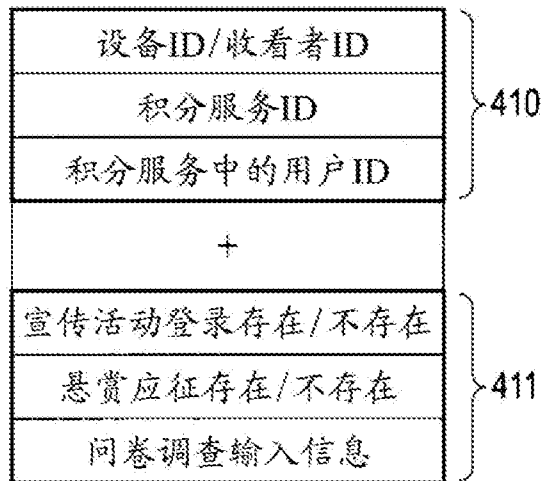 设备ID/收看者ID
积分服务ID
积分服务中的用户ID
410
+
宣传活动登录存在/不存在
悬赏应征存在/不存在
问卷调查输入信息
411